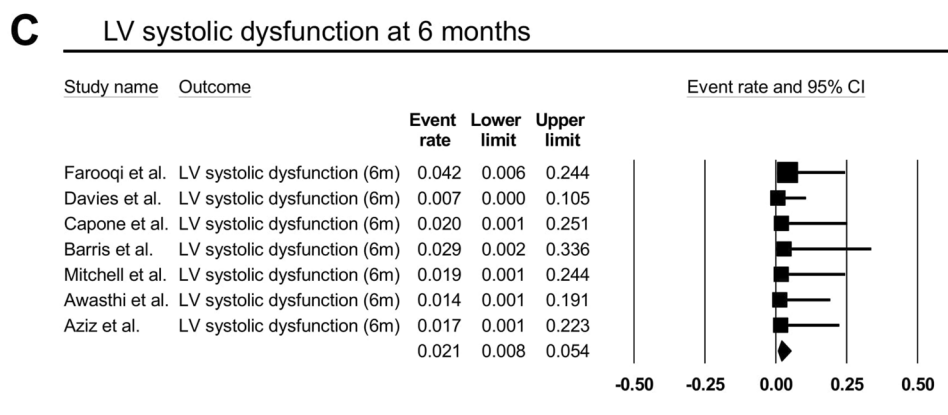 C LV systolic dysfunction at 6 months
Study name Outcome Event rate and 95% CI
Event Lower Upper
rate limit limit
Farooqi et al. LV systolic dysfunction (6m) 0.042 0.006 0.244
Davies et al. LV systolic dysfunction (6m) 0.007 0.000 0.105
Capone et al. LV systolic dysfunction (6m) 0.020 0.001 0.251
Barris et al. LV systolic dysfunction (6m) 0.029 0.002 0.336
Mitchell et al. LV systolic dysfunction (6m) 0.019 0.001 0.244
Awasthi et al. LV systolic dysfunction (6m) 0.014 0.001 0.191
Aziz et al. LV systolic dysfunction (6m) 0.017 0.001 0.223
0.021 0.008 0.054
-0.50 -0.25 0.00 0.25 0.50